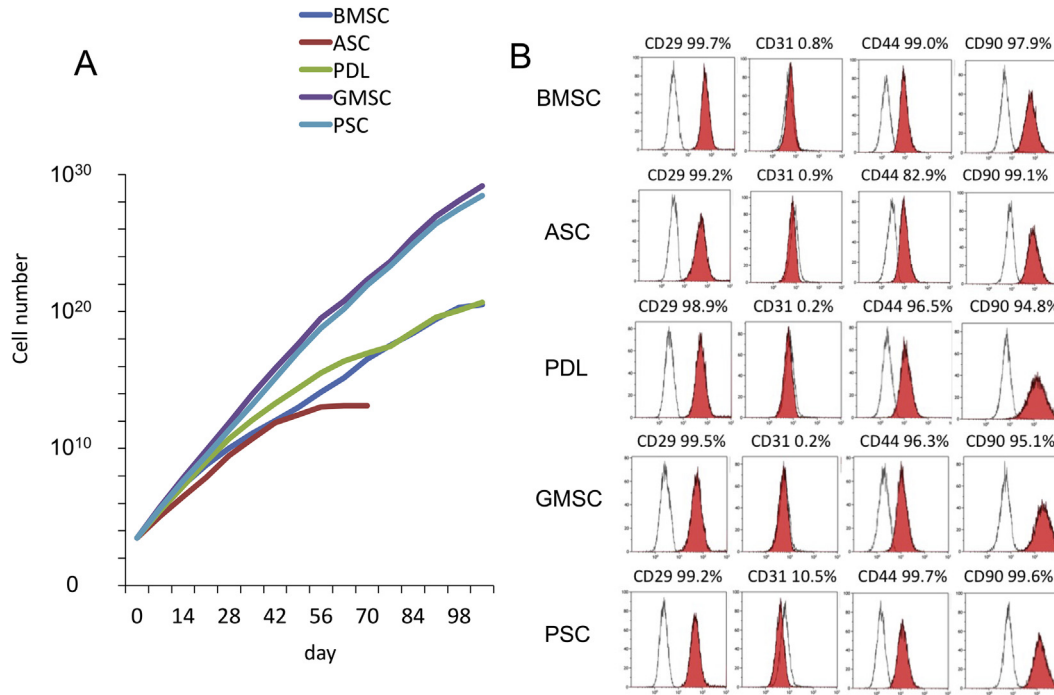 A
BMSC
ASC
PDL
GMSC
PSC
Cell number
10^30
10^20
10^10
0
0 14 28 42 56 70 84 98
day
B
BMSC
CD29 99.7% CD31 0.8% CD44 99.0% CD90 97.9%
ASC
CD29 99.2% CD31 0.9% CD44 82.9% CD90 99.1%
PDL
CD29 98.9% CD31 0.2% CD44 96.5% CD90 94.8%
GMSC
CD29 99.5% CD31 0.2% CD44 96.3% CD90 95.1%
PSC
CD29 99.2% CD31 10.5% CD44 99.7% CD90 99.6%